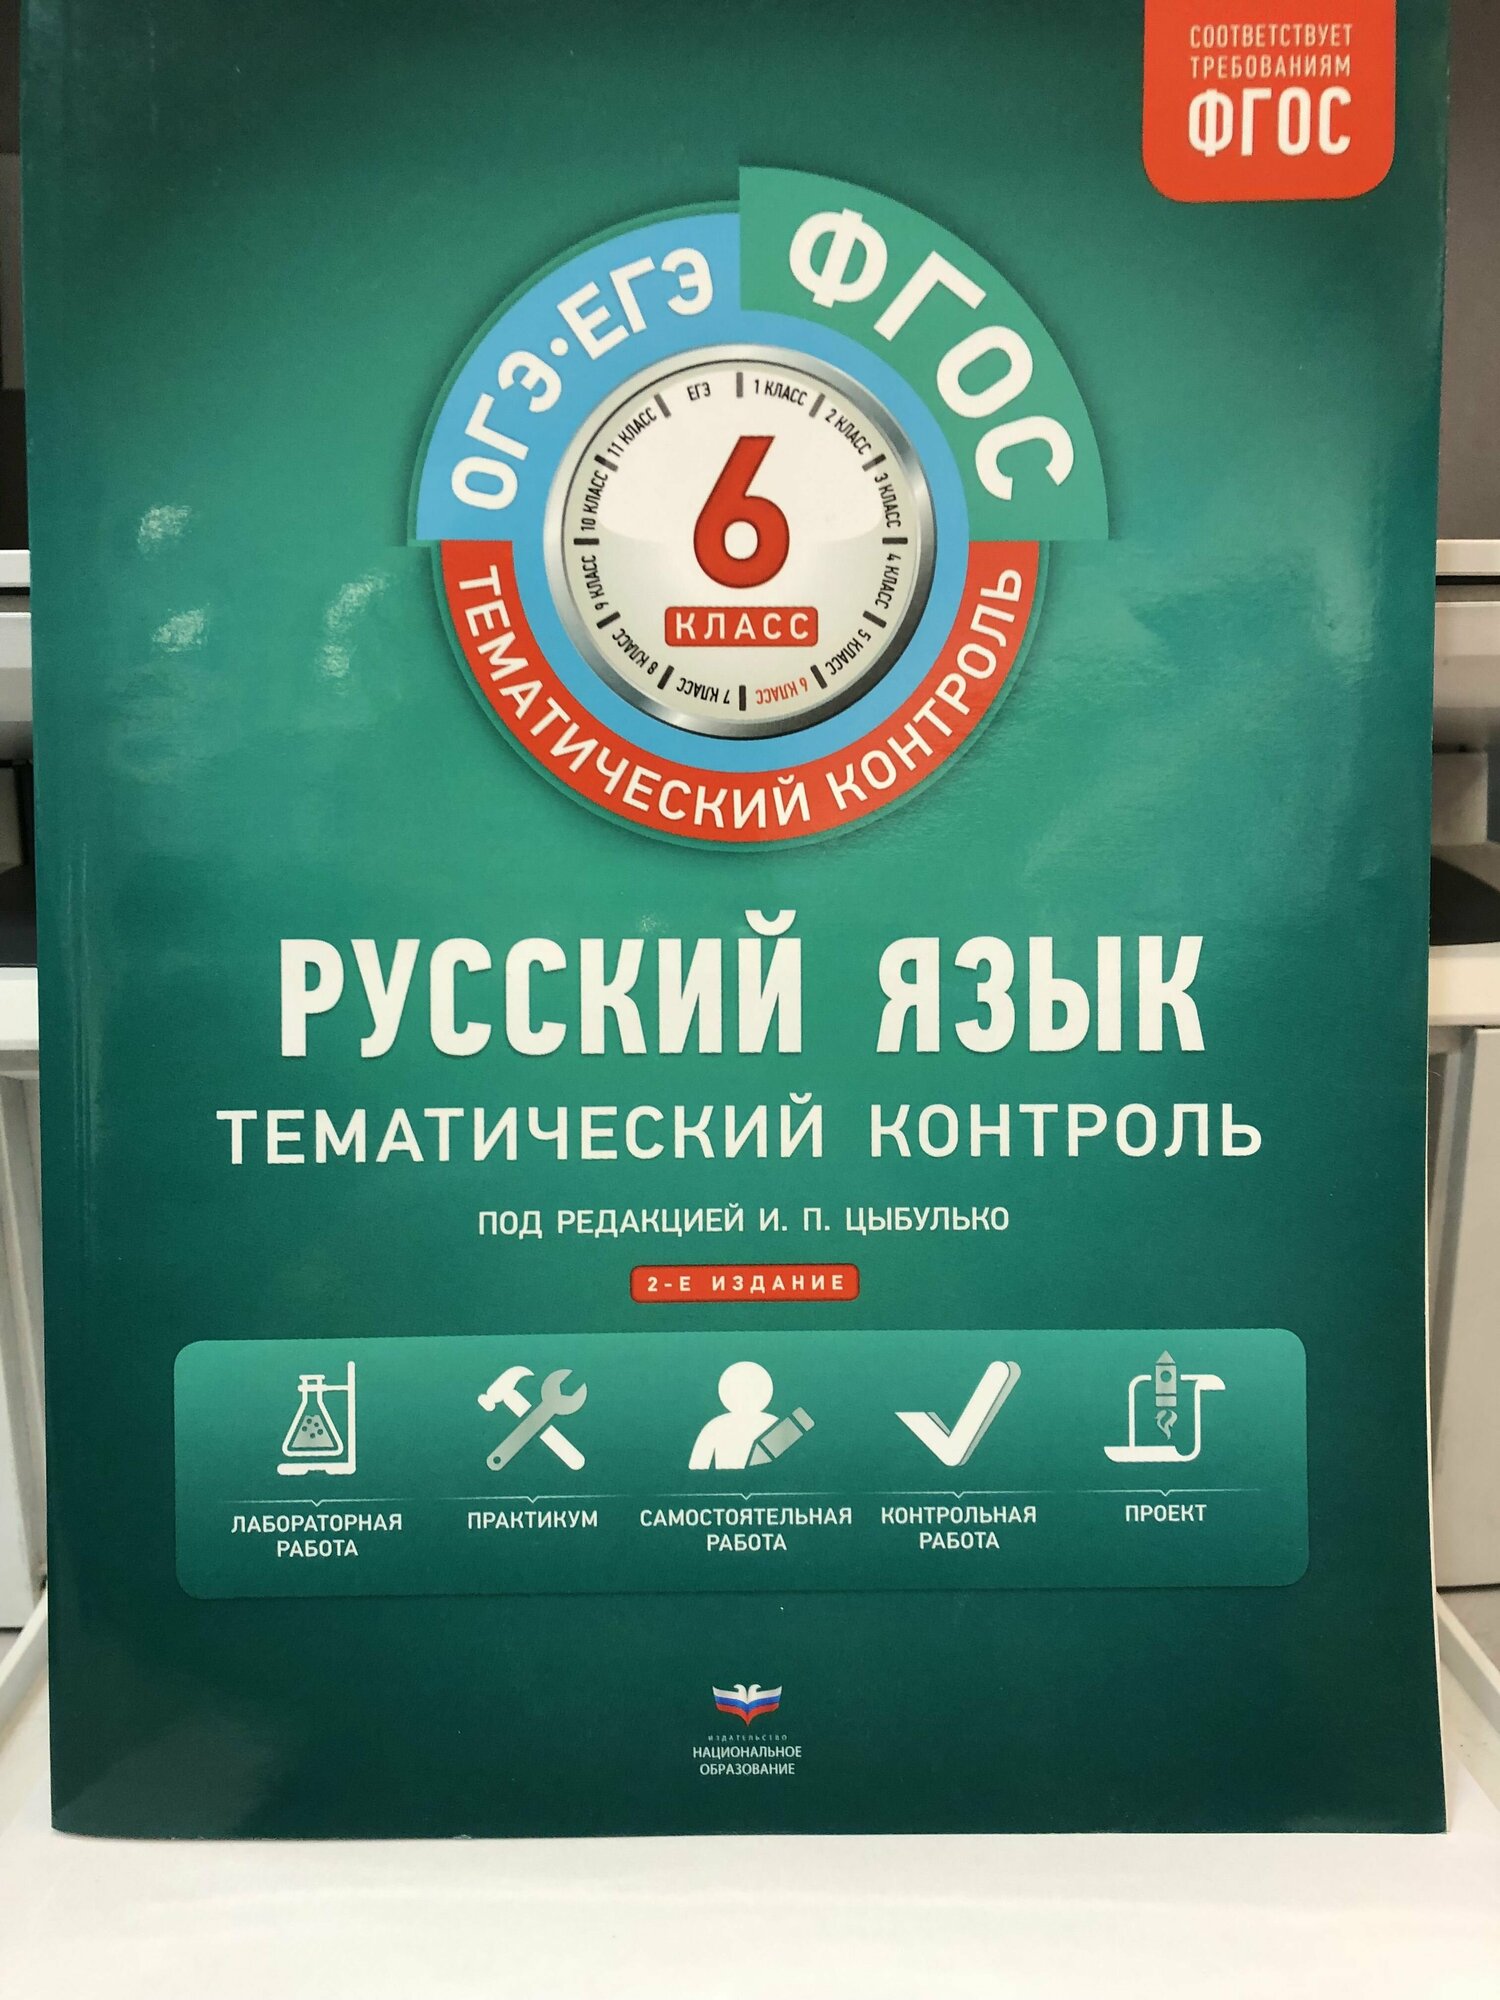 СООТВЕТСТВУЕТ
ТРЕБОВАНИЯМ
ФГОС
ОГЭ·ЕГЭ
ФГОС
ЕГЭ
1 КЛАСС
2 КЛАСС
3 КЛАСС
4 КЛАСС
5 КЛАСС
6 КЛАСС
7 КЛАСС
8 КЛАСС
9 КЛАСС
10 КЛАСС
11 КЛАСС
6
КЛАСС
ТЕМАТИЧЕСКИЙ КОНТРОЛЬ
РУССКИЙ ЯЗЫК
ТЕМАТИЧЕСКИЙ КОНТРОЛЬ
ПОД РЕДАКЦИЕЙ И. П. ЦЫБУЛЬКО
2-Е ИЗДАНИЕ
ЛАБОРАТОРНАЯ
РАБОТА
ПРАКТИКУМ
САМОСТОЯТЕЛЬНАЯ
РАБОТА
КОНТРОЛЬНАЯ
РАБОТА
ПРОЕКТ
ИЗДАТЕЛЬСТВО
НАЦИОНАЛЬНОЕ
ОБРАЗОВАНИЕ